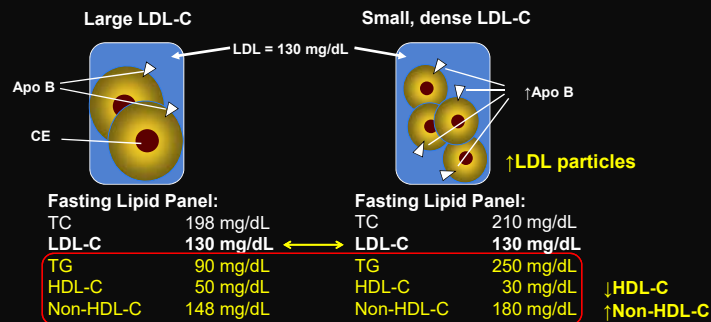 Large LDL-C
Small, dense LDL-C
LDL = 130 mg/dL
Apo B
CE
↑Apo B
↑LDL particles
Fasting Lipid Panel:
TC 198 mg/dL
LDL-C 130 mg/dL
TG 90 mg/dL
HDL-C 50 mg/dL
Non-HDL-C 148 mg/dL
Fasting Lipid Panel:
TC 210 mg/dL
LDL-C 130 mg/dL
TG 250 mg/dL
HDL-C 30 mg/dL
Non-HDL-C 180 mg/dL
↓HDL-C
↑Non-HDL-C